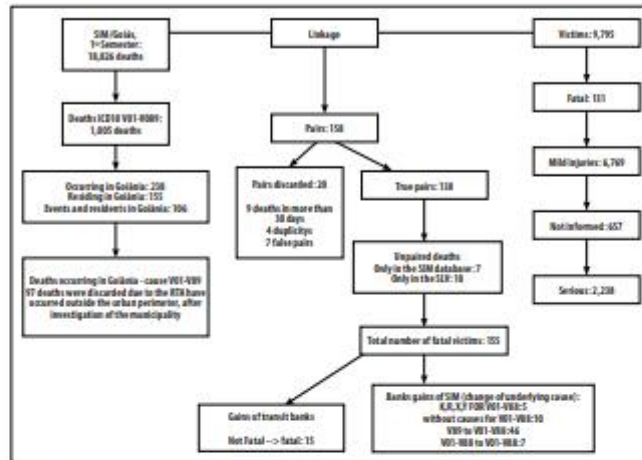 SIM/Goiás,
1st Semester:
18,826 deaths
Linkage
Victims: 9,795
Deaths ICD10 V01-V089:
1,005 deaths
Pairs: 158
Fatal: 131
Occurring in Goiânia: 238
Residing in Goiânia: 155
Events and residents in Goiânia: 106
Pairs discarded: 20
9 deaths in more than
30 days
4 duplicitys
7 false pairs
True pairs: 138
Mild injuries: 6,769
Not informed: 657
Deaths occurring in Goiânia - cause V01-V89
97 deaths were discarded due to the RTA have
occurred outside the urban perimeter, after
investigation of the municipality
Unpaired deaths
Only in the SIM database: 7
Only in the SLV: 10
Serious: 2,238
Total number of fatal victims: 155
Gains of transit banks
Not Fatal --> fatal: 15
Banks gains of SIM (change of underlying cause):
FOR V01-V88:5
without causes for V01-V88:10
V89 to V01-V88:46
V01-V88 to V01-V88:7